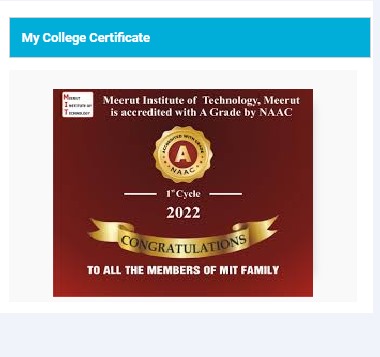 My College Certificate
MEERUT
INSTITUTE OF
TECHNOLOGY
Meerut Institute of Technology, Meerut
is accredited with A Grade by NAAC
ACCREDITED WITH GRADE
A
NAAC
1st Cycle
2022
CONGRATULATIONS
TO ALL THE MEMBERS OF MIT FAMILY